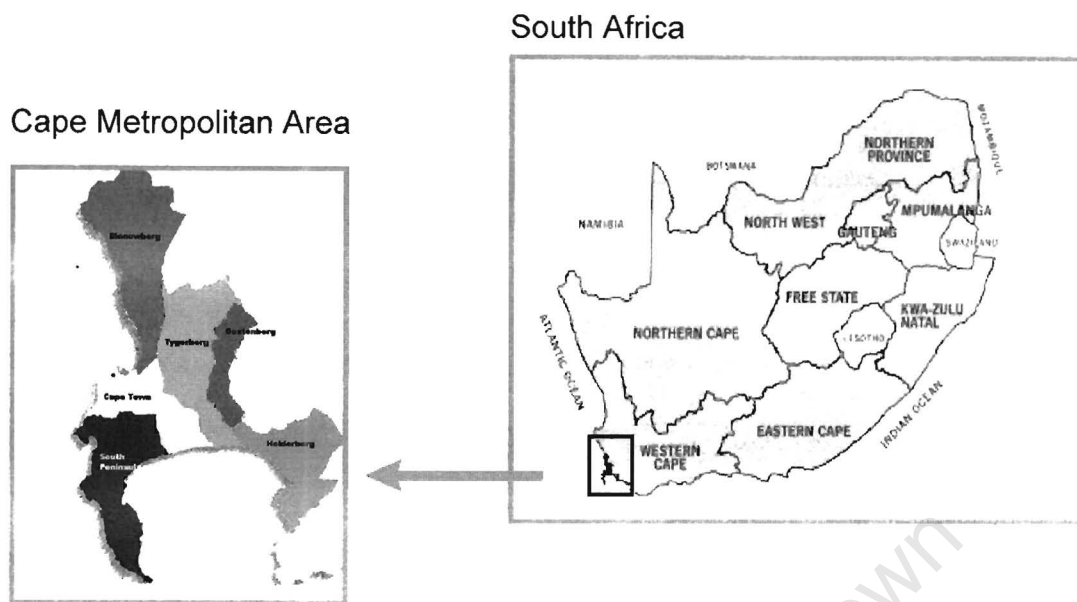 South Africa
Cape Metropolitan Area
MOZAMBIQUE
NORTHERN
PROVINCE
BOTSWANA
NAMIBIA
NORTH WEST
MPUMALANGA
GAUTENG
SWAZILAND
FREE STATE
KWA-ZULU
NATAL
NORTHERN CAPE
LESOTHO
ATLANTIC OCEAN
INDIAN OCEAN
EASTERN CAPE
WESTERN
CAPE
Blouwberg
Tygerberg
Oostenberg
Cape Town
Helderberg
South
Peninsula
own